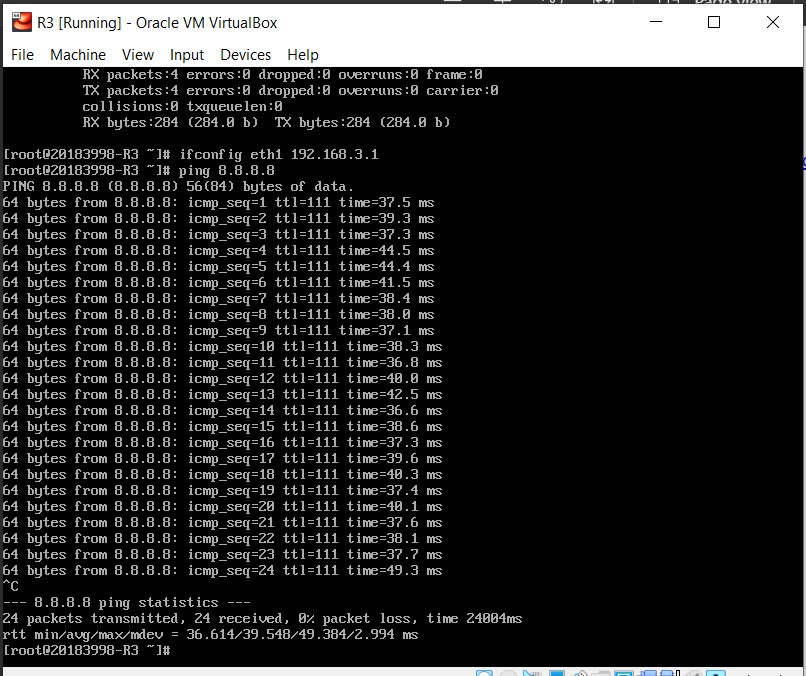 R3 [Running] - Oracle VM VirtualBox
File Machine View Input Devices Help
RX packets:4 errors:0 dropped:0 overruns:0 frame:0
TX packets:4 errors:0 dropped:0 overruns:0 carrier:0
collisions:0 txqueuelen:0
RX bytes:284 (284.0 b)  TX bytes:284 (284.0 b)
[root@20183998-R3 ~]# ifconfig eth1 192.168.3.1
[root@20183998-R3 ~]# ping 8.8.8.8
PING 8.8.8.8 (8.8.8.8) 56(84) bytes of data.
64 bytes from 8.8.8.8: icmp_seq=1 ttl=111 time=37.5 ms
64 bytes from 8.8.8.8: icmp_seq=2 ttl=111 time=39.3 ms
64 bytes from 8.8.8.8: icmp_seq=3 ttl=111 time=37.3 ms
64 bytes from 8.8.8.8: icmp_seq=4 ttl=111 time=44.5 ms
64 bytes from 8.8.8.8: icmp_seq=5 ttl=111 time=44.4 ms
64 bytes from 8.8.8.8: icmp_seq=6 ttl=111 time=41.5 ms
64 bytes from 8.8.8.8: icmp_seq=7 ttl=111 time=38.4 ms
64 bytes from 8.8.8.8: icmp_seq=8 ttl=111 time=38.0 ms
64 bytes from 8.8.8.8: icmp_seq=9 ttl=111 time=37.1 ms
64 bytes from 8.8.8.8: icmp_seq=10 ttl=111 time=38.3 ms
64 bytes from 8.8.8.8: icmp_seq=11 ttl=111 time=36.8 ms
64 bytes from 8.8.8.8: icmp_seq=12 ttl=111 time=40.0 ms
64 bytes from 8.8.8.8: icmp_seq=13 ttl=111 time=42.5 ms
64 bytes from 8.8.8.8: icmp_seq=14 ttl=111 time=36.6 ms
64 bytes from 8.8.8.8: icmp_seq=15 ttl=111 time=38.6 ms
64 bytes from 8.8.8.8: icmp_seq=16 ttl=111 time=37.3 ms
64 bytes from 8.8.8.8: icmp_seq=17 ttl=111 time=39.6 ms
64 bytes from 8.8.8.8: icmp_seq=18 ttl=111 time=40.3 ms
64 bytes from 8.8.8.8: icmp_seq=19 ttl=111 time=37.4 ms
64 bytes from 8.8.8.8: icmp_seq=20 ttl=111 time=40.1 ms
64 bytes from 8.8.8.8: icmp_seq=21 ttl=111 time=37.6 ms
64 bytes from 8.8.8.8: icmp_seq=22 ttl=111 time=38.1 ms
64 bytes from 8.8.8.8: icmp_seq=23 ttl=111 time=37.7 ms
64 bytes from 8.8.8.8: icmp_seq=24 ttl=111 time=49.3 ms
^C
--- 8.8.8.8 ping statistics ---
24 packets transmitted, 24 received, 0% packet loss, time 24004ms
rtt min/avg/max/mdev = 36.614/39.548/49.384/2.994 ms
[root@20183998-R3 ~]#